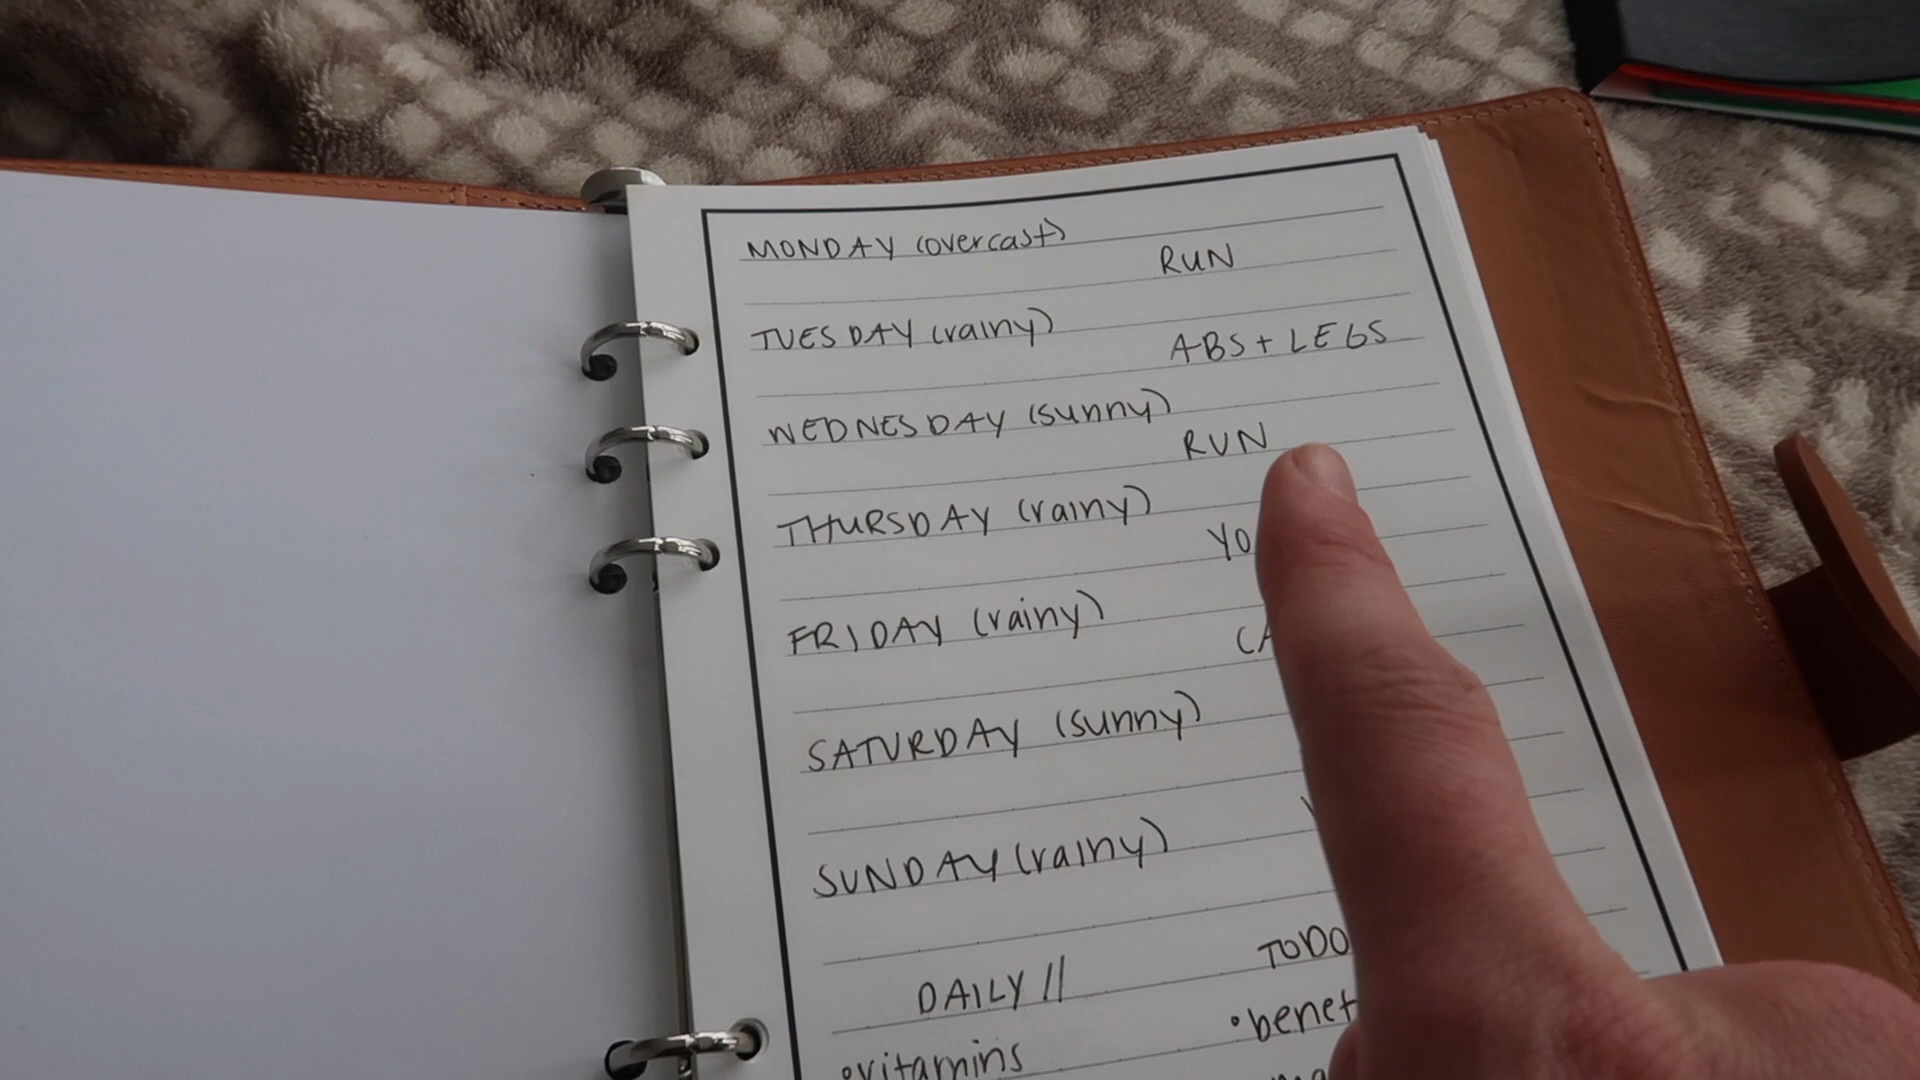 MONDAY (overcast)
RUN
TUESDAY (rainy)
ABS + LEGS
WEDNESDAY (sunny)
RUN
THURSDAY (rainy)
FRIDAY (rainy)
SATURDAY (sunny)
SUNDAY (rainy)
DAILY //
TODO
•vitamins